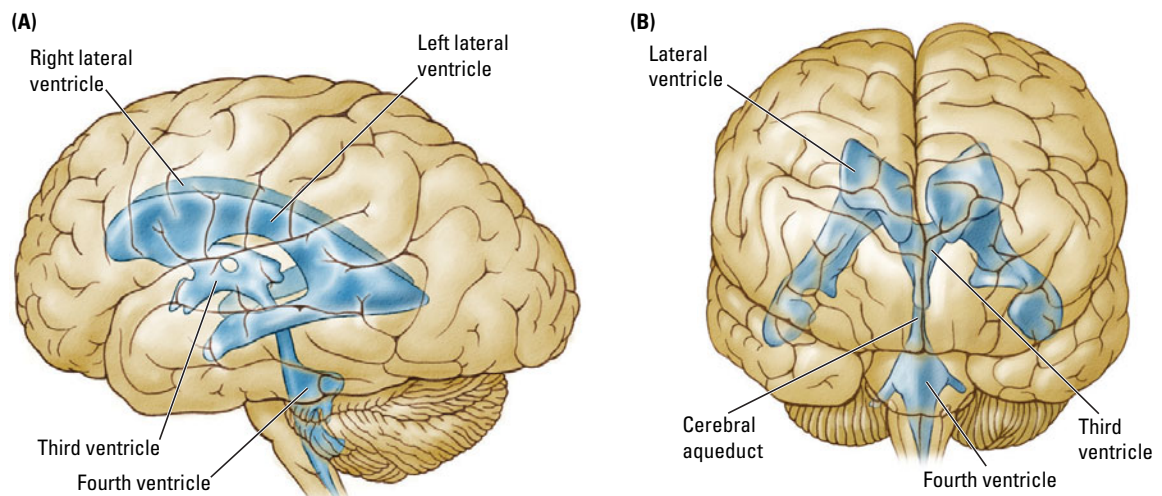 (A)
Right lateral
ventricle
Left lateral
ventricle
Third ventricle
Fourth ventricle
(B)
Lateral
ventricle
Cerebral
aqueduct
Third
ventricle
Fourth ventricle